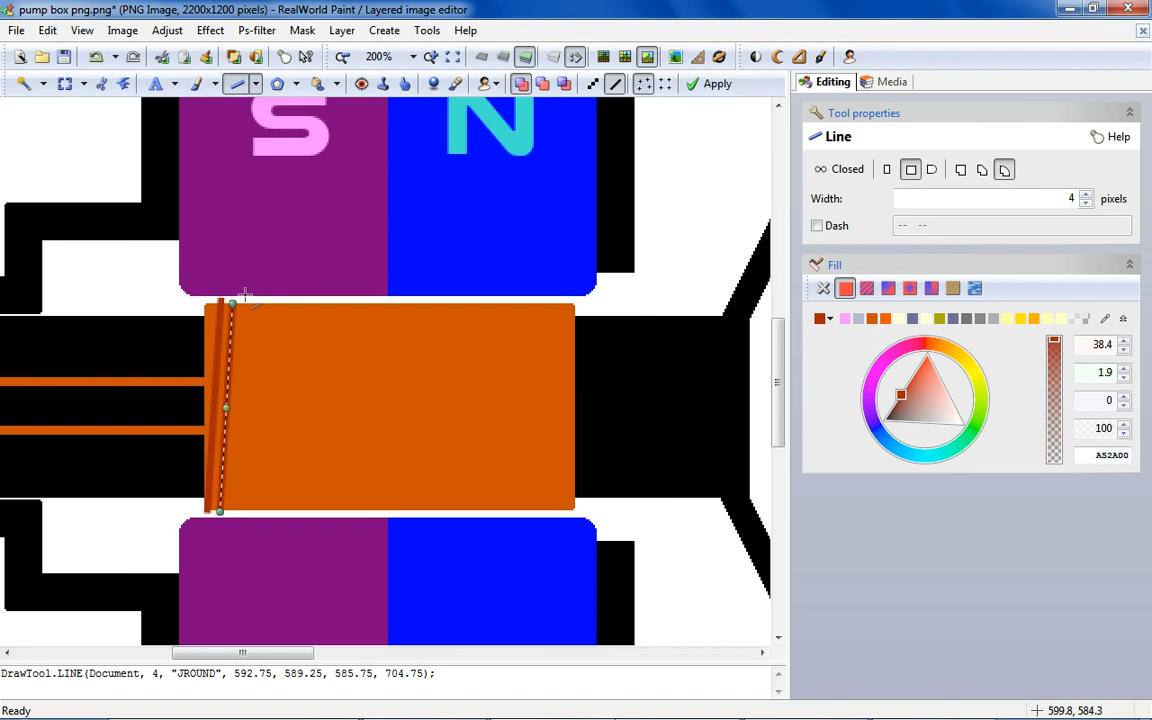 pump box png.png* (PNG Image, 2200x1200 pixels) - RealWorld Paint / Layered image editor
File Edit View Image Adjust Effect Ps-filter Mask Layer Create Tools Help
200%
Apply
Editing Media
Tool properties
Line Help
Closed
Width: 4 pixels
Dash -- --
Fill
38.4
1.9
0
100
A52A00
S N
DrawTool.LINE(Document, 4, "JROUND", 592.75, 589.25, 585.75, 704.75);
Ready 599.8, 584.3